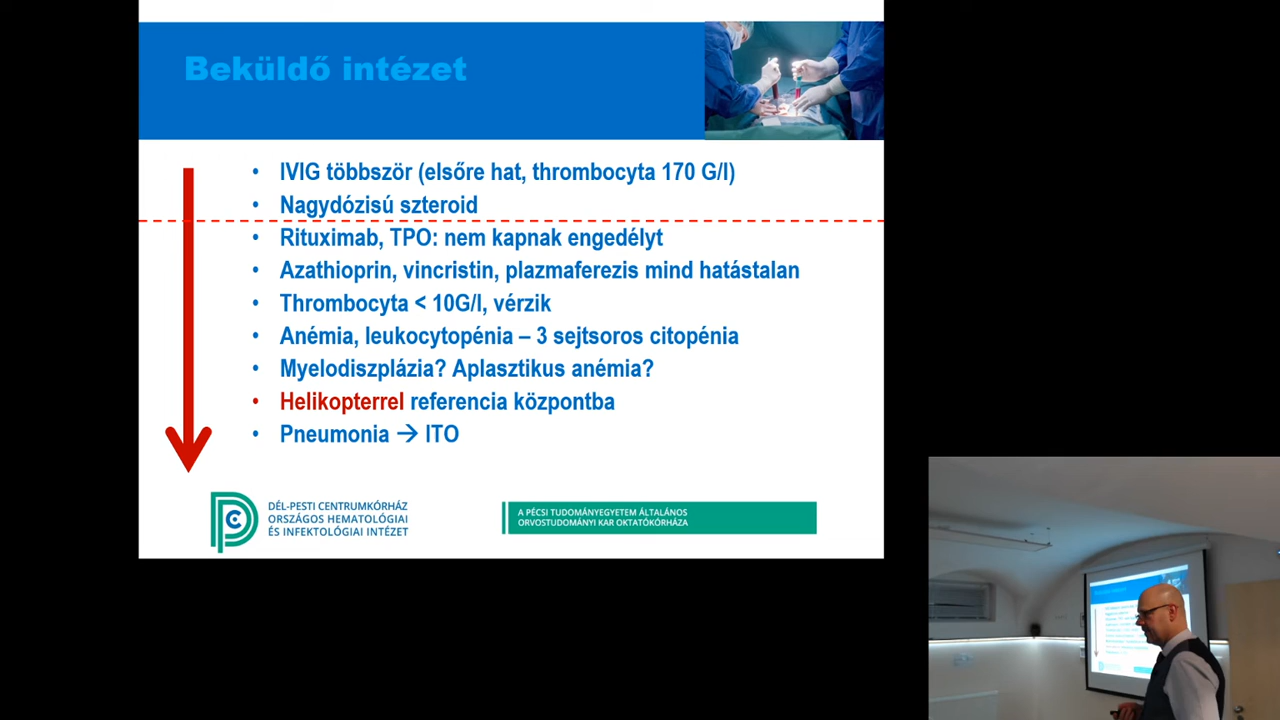 Beküldő intézet
• IVIG többször (elsőre hat, thrombocyta 170 G/l)
• Nagydózisú szteroid
• Rituximab, TPO: nem kapnak engedélyt
• Azathioprin, vincristin, plazmaferezis mind hatástalan
• Thrombocyta < 10G/l, vérzik
• Anémia, leukocytopénia – 3 sejtsoros citopénia
• Myelodiszplázia? Aplasztikus anémia?
• Helikopterrel referencia központba
• Pneumonia → ITO
DÉL-PESTI CENTRUMKÓRHÁZ
ORSZÁGOS HEMATOLÓGIAI
ÉS INFEKTOLÓGIAI INTÉZET
A PÉCSI TUDOMÁNYEGYETEM ÁLTALÁNOS
ORVOSTUDOMÁNYI KAR OKTATÓKÓRHÁZA